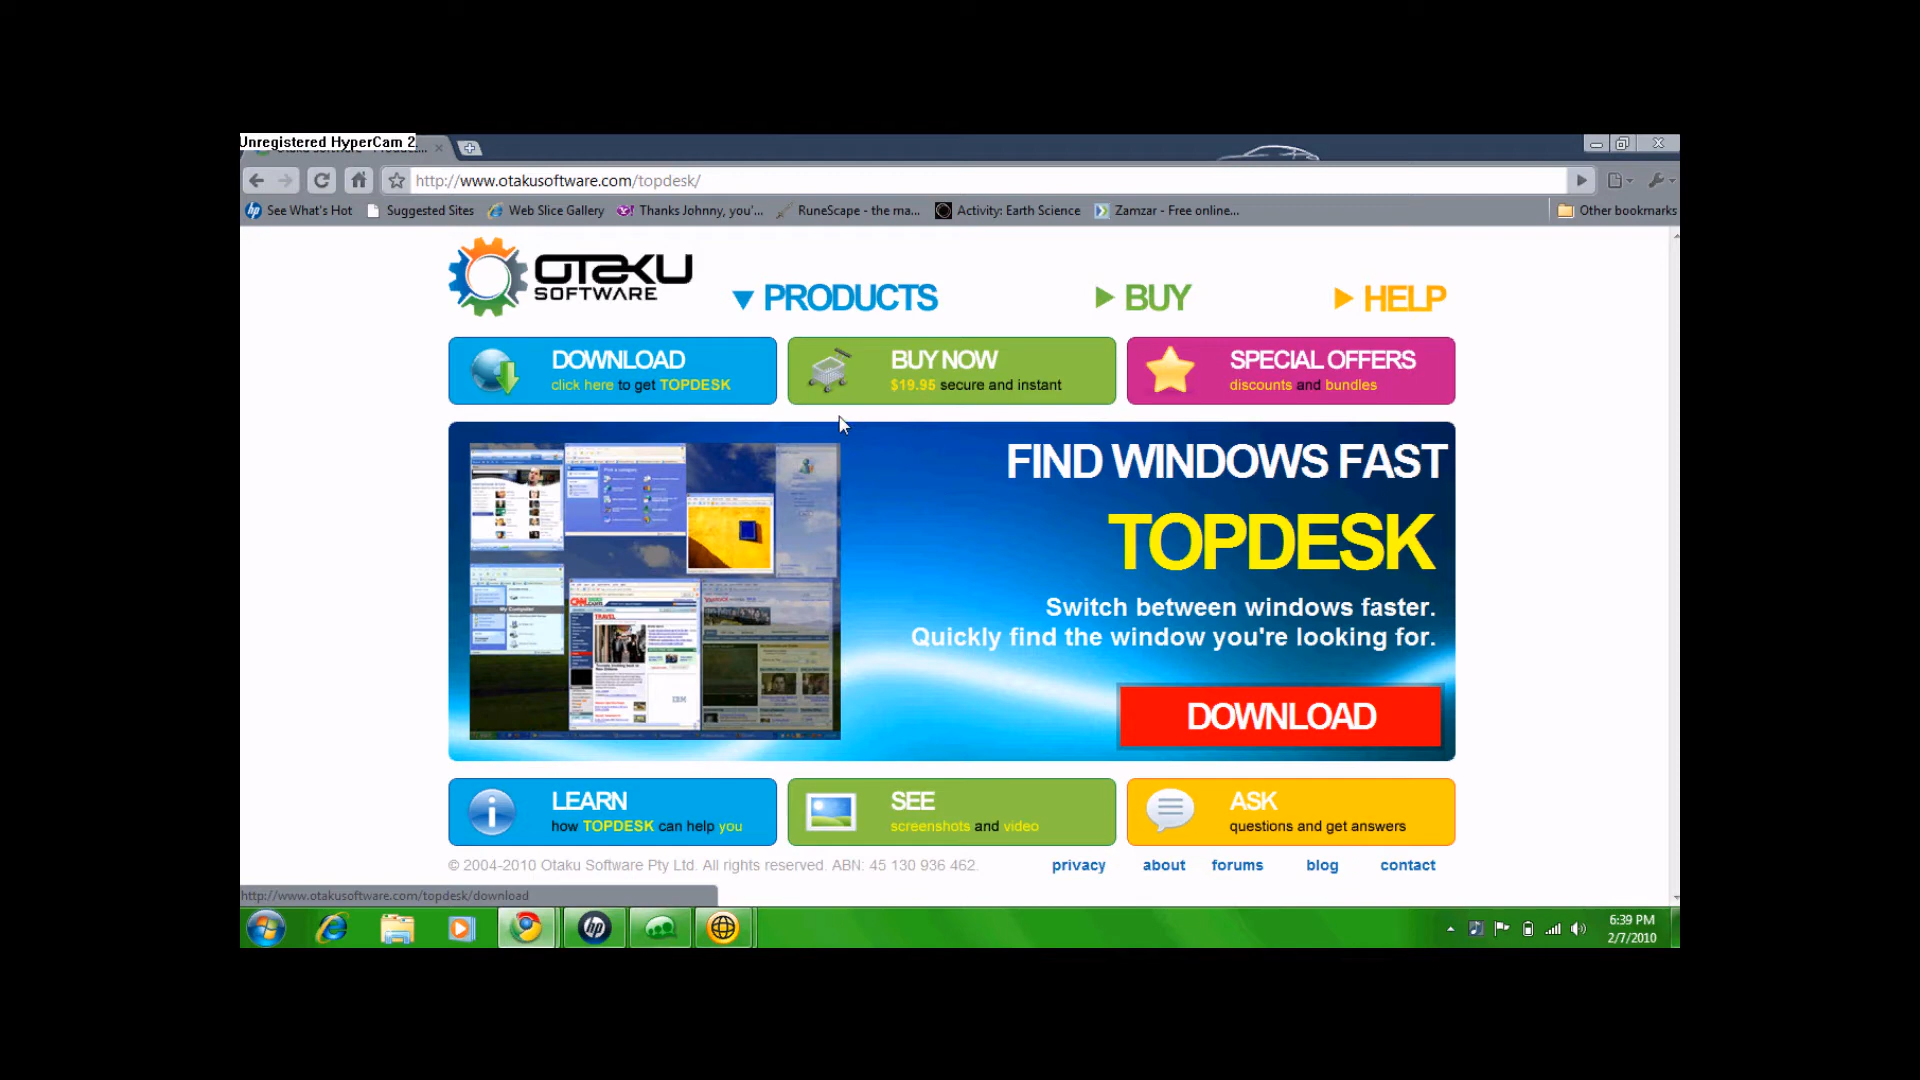 Unregistered HyperCam 2
http://www.otakusoftware.com/topdesk/
See What's Hot
Suggested Sites
Web Slice Gallery
Thanks Johnny, you'...
RuneScape - the ma...
Activity: Earth Science
Zamzar - Free online...
Other bookmarks
OTAKU
SOFTWARE
PRODUCTS
BUY
HELP
DOWNLOAD
click here to get TOPDESK
BUY NOW
$19.95 secure and instant
SPECIAL OFFERS
discounts and bundles
FIND WINDOWS FAST
TOPDESK
Switch between windows faster.
Quickly find the window you're looking for.
DOWNLOAD
My Computer
TRAVEL
IBM
LEARN
how TOPDESK can help you
SEE
screenshots and video
ASK
questions and get answers
© 2004-2010 Otaku Software Pty Ltd. All rights reserved. ABN: 45 130 936 462.
privacy
about
forums
blog
contact
http://www.otakusoftware.com/topdesk/download
hp
6:39 PM
2/7/2010